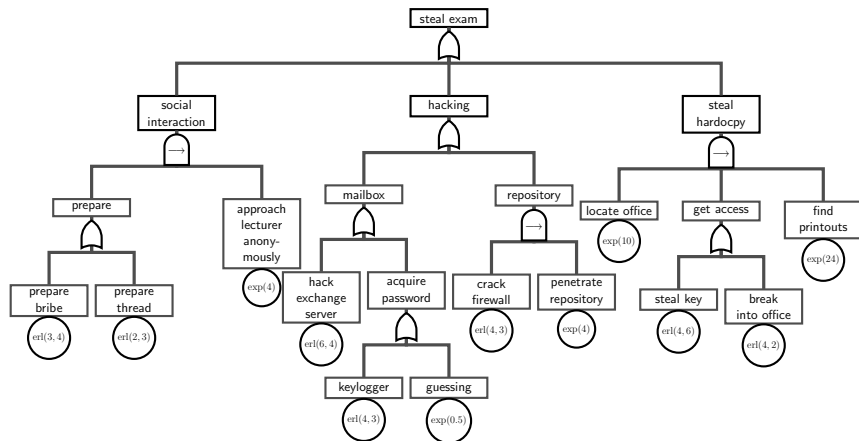 steal exam
social
interaction
hacking
steal
hardocpy
→
→
prepare
approach
lecturer
anony-
mously
mailbox
repository
locate office
get access
find
printouts
→
exp(10)
exp(24)
prepare
bribe
prepare
thread
exp(4)
hack
exchange
server
acquire
password
crack
firewall
penetrate
repository
steal key
break
into office
erl(3, 4)
erl(2, 3)
erl(6, 4)
erl(4, 3)
exp(4)
erl(4, 6)
erl(4, 2)
keylogger
guessing
erl(4, 3)
exp(0.5)